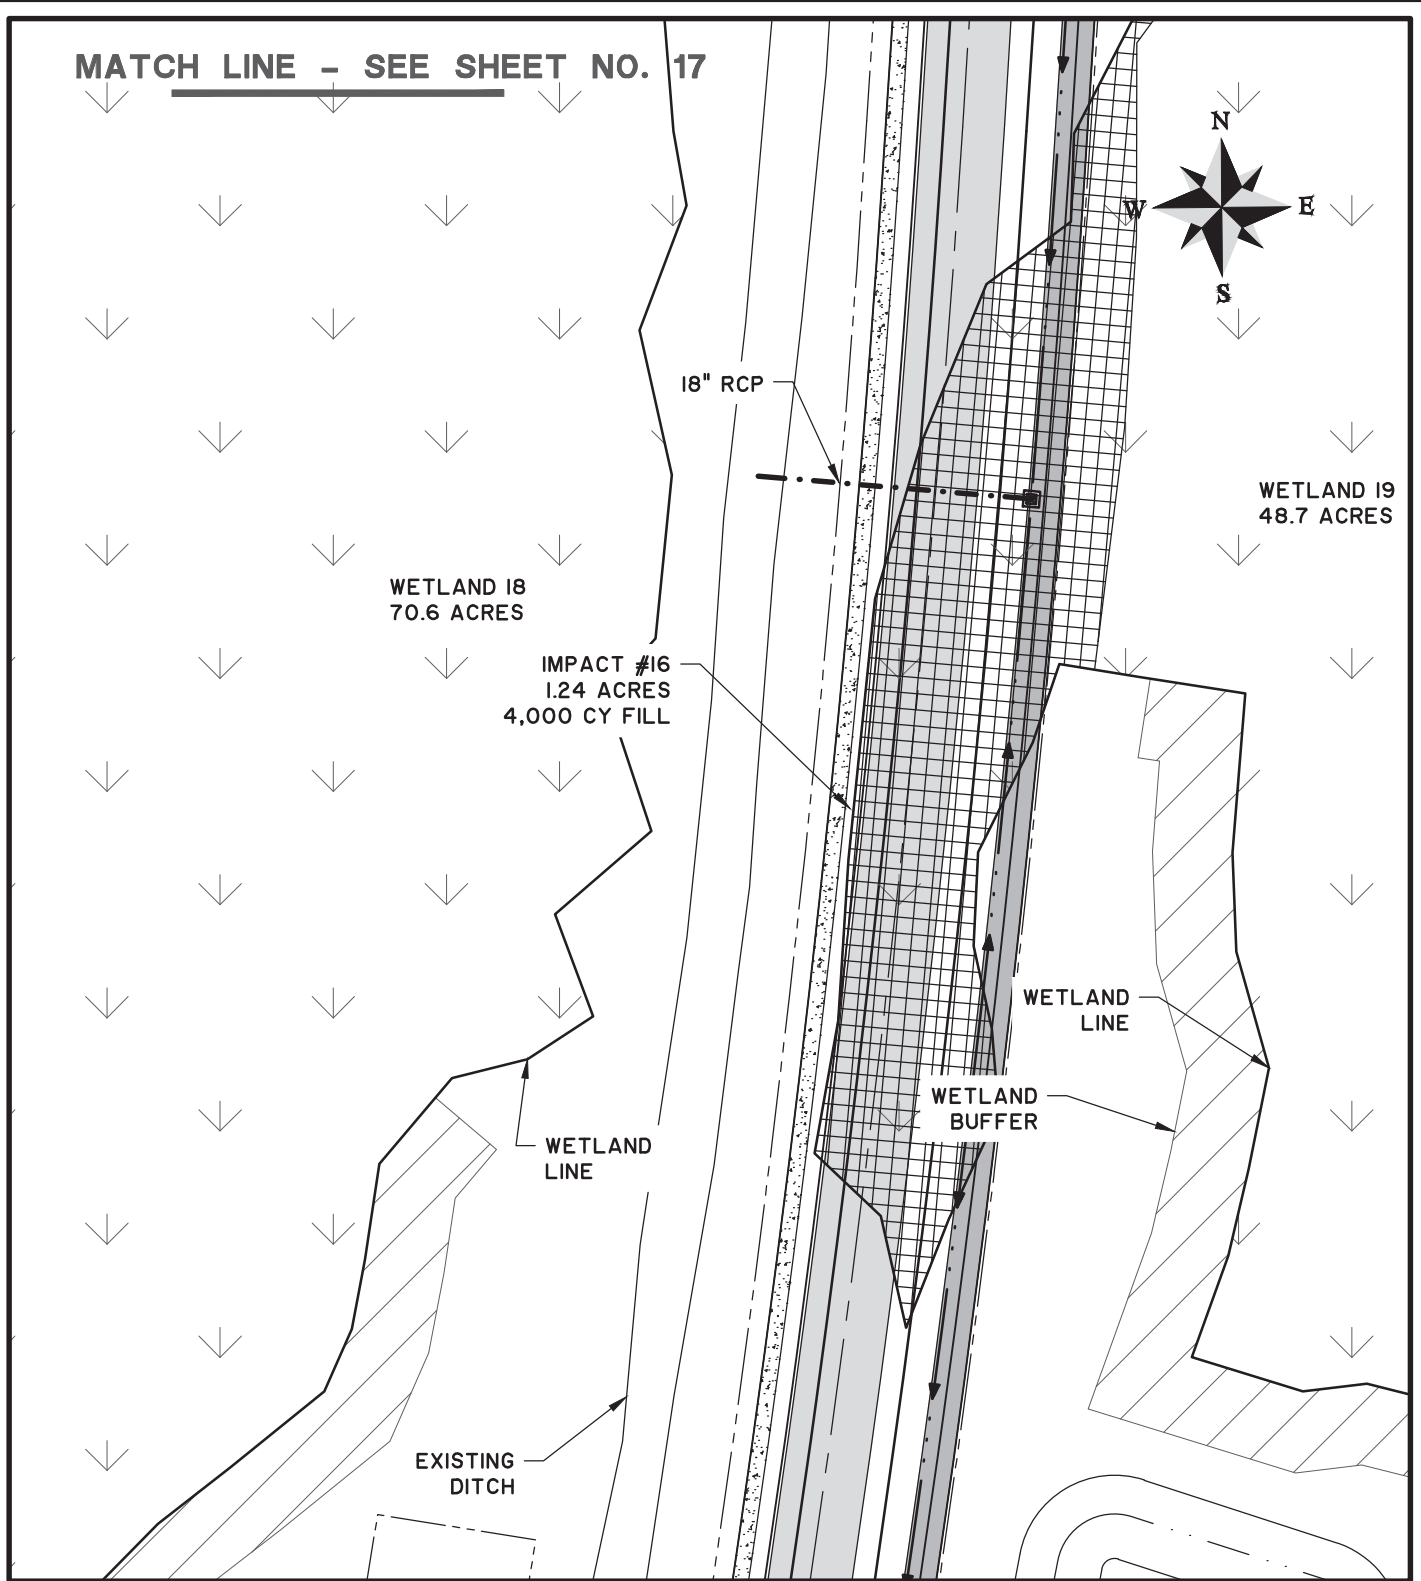 MATCH LINE - SEE SHEET NO. 17
N
W
E
S
18" RCP
WETLAND 19
48.7 ACRES
WETLAND 18
70.6 ACRES
IMPACT #16
1.24 ACRES
4,000 CY FILL
WETLAND
LINE
WETLAND
BUFFER
WETLAND
LINE
EXISTING
DITCH